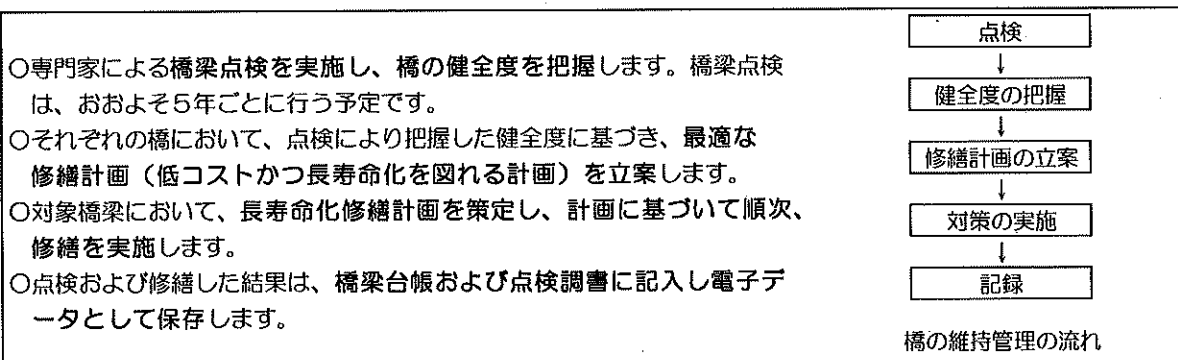 ○専門家による橋梁点検を実施し、橋の健全度を把握します。橋梁点検
は、おおよそ5年ごとに行う予定です。
○それぞれの橋において、点検により把握した健全度に基づき、最適な
修繕計画（低コストかつ長寿命化を図れる計画）を立案します。
○対象橋梁において、長寿命化修繕計画を策定し、計画に基づいて順次、
修繕を実施します。
○点検および修繕した結果は、橋梁台帳および点検調書に記入し電子デ
ータとして保存します。
点検
↓
健全度の把握
↓
修繕計画の立案
↓
対策の実施
↓
記録
橋の維持管理の流れ